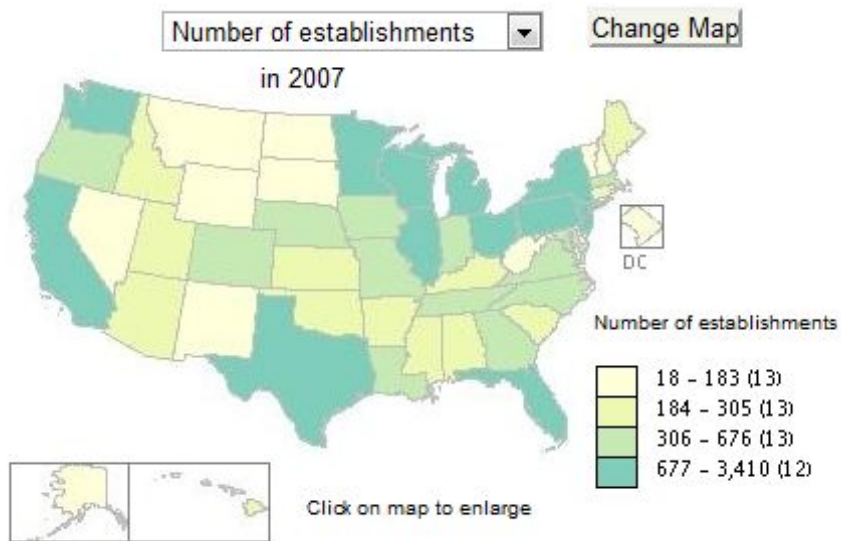 Number of establishments
Change Map
in 2007
DC
Number of establishments
18 - 183 (13)
184 - 305 (13)
306 - 676 (13)
677 - 3,410 (12)
Click on map to enlarge